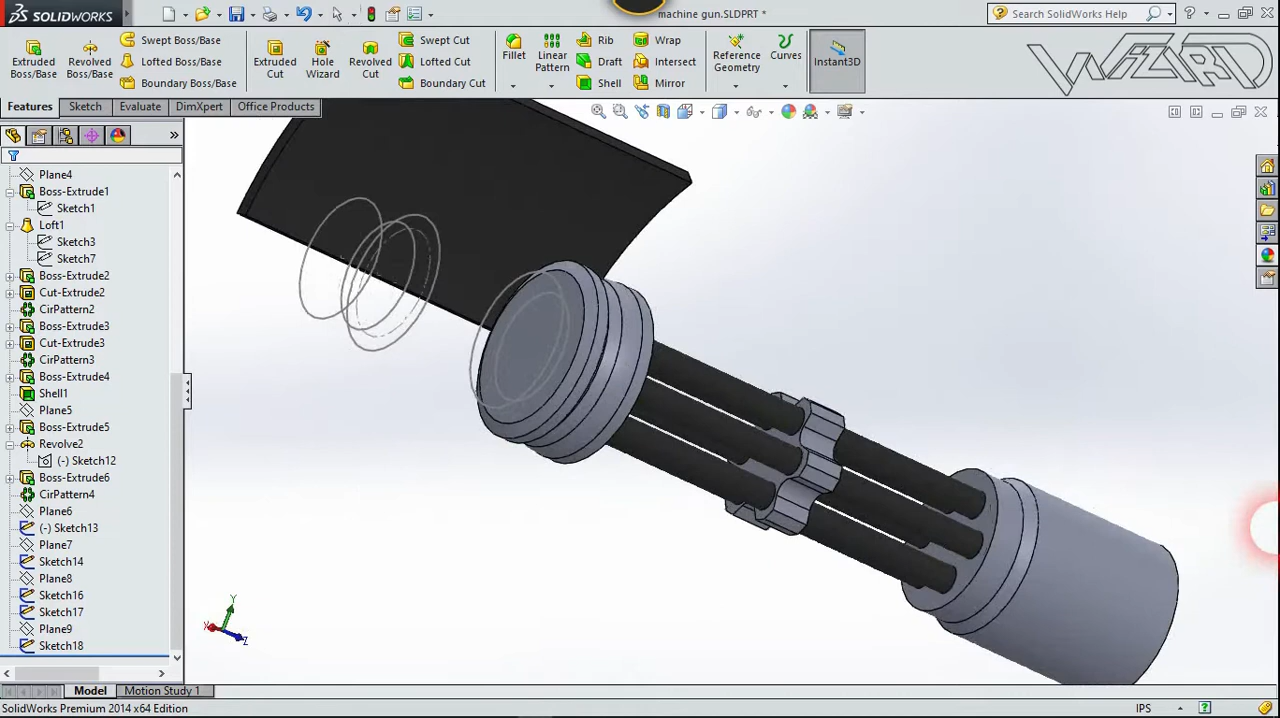 SOLIDWORKS
machine gun.SLDPRT *
Search SolidWorks Help
Extruded Boss/Base
Revolved Boss/Base
Swept Boss/Base
Lofted Boss/Base
Boundary Boss/Base
Extruded Cut
Hole Wizard
Revolved Cut
Swept Cut
Lofted Cut
Boundary Cut
Fillet
Linear Pattern
Rib
Draft
Shell
Wrap
Intersect
Mirror
Reference Geometry
Curves
Instant3D
WIZARD
Features
Sketch
Evaluate
DimXpert
Office Products
Plane4
Boss-Extrude1
Sketch1
Loft1
Sketch3
Sketch7
Boss-Extrude2
Cut-Extrude2
CirPattern2
Boss-Extrude3
Cut-Extrude3
CirPattern3
Boss-Extrude4
Shell1
Plane5
Boss-Extrude5
Revolve2
(-) Sketch12
Boss-Extrude6
CirPattern4
Plane6
(-) Sketch13
Plane7
Sketch14
Plane8
Sketch16
Sketch17
Plane9
Sketch18
Y
X
Z
Model
Motion Study 1
SolidWorks Premium 2014 x64 Edition
IPS